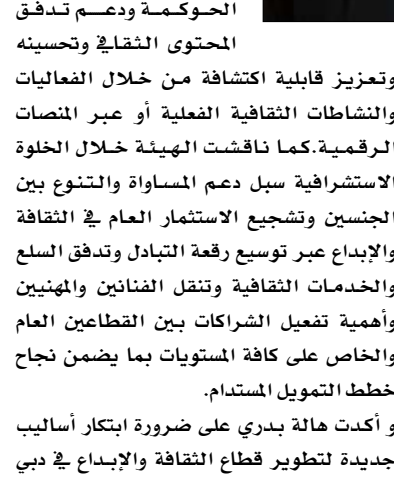 الحوكمة ودعم تدفق
المحتوى الثقافي وتحسينه
وتعزيز قابلية اكتشافة من خلال الفعاليات
والنشاطات الثقافية الفعلية أو عبر المنصات
الرقمية.كما ناقشت الهيئة خلال الخلوة
الاستشرافية سبل دعم المساواة والتنوع بين
الجنسين وتشجيع الاستثمار العام في الثقافة
والإبداع عبر توسيع رقعة التبادل وتدفق السلع
والخدمات الثقافية وتنقل الفنانين والمهنيين
وأهمية تفعيل الشراكات بين القطاعين العام
والخاص على كافة المستويات بما يضمن نجاح
خطط التمويل المستدام.
و أكدت هالة بدري على ضرورة ابتكار أساليب
جديدة لتطوير قطاع الثقافة والإبداع في دبي